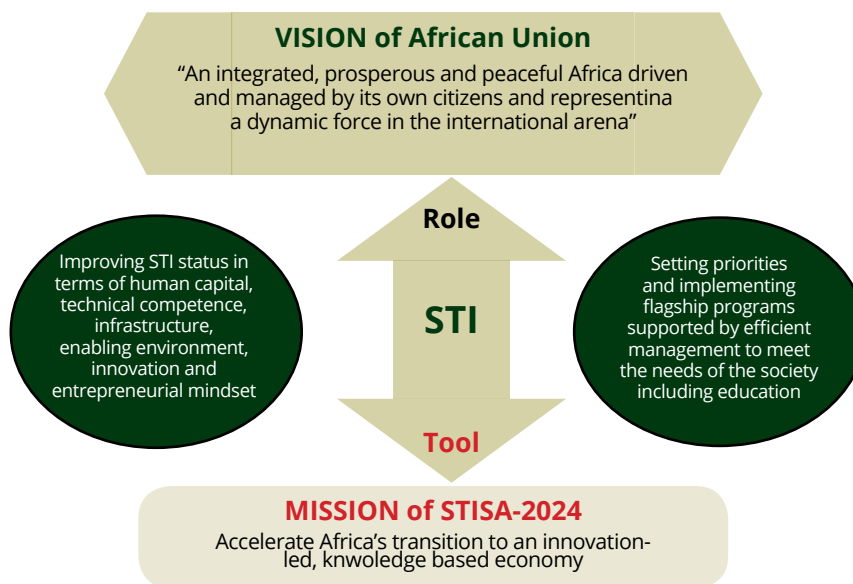 VISION of African Union
“An integrated, prosperous and peaceful Africa driven
and managed by its own citizens and representina
a dynamic force in the international arena”
Role
STI
Tool
Improving STI status in
terms of human capital,
technical competence,
infrastructure,
enabling environment,
innovation and
entrepreneurial mindset
Setting priorities
and implementing
flagship programs
supported by efficient
management to meet
the needs of the society
including education
MISSION of STISA-2024
Accelerate Africa’s transition to an innovation-
led, knwoledge based economy